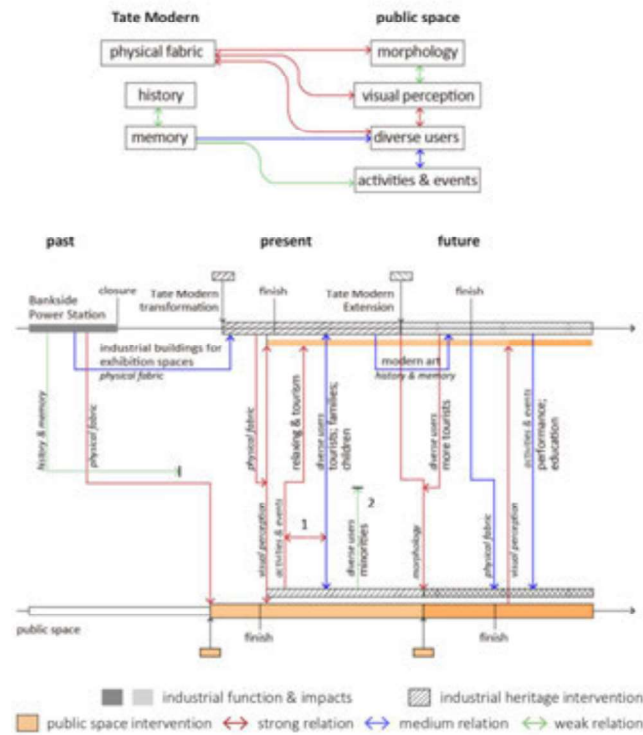 Tate Modern public space
physical fabric morphology
history visual perception
memory diverse users
activities & events
past present future
closure
Bankside
Power Station
Tate Modern
transformation
finish
Tate Modern
Extension
finish
industrial buildings for
exhibition spaces
physical fabric
modern art
history & memory
history & memory
physical fabric
physical fabric
visual perception
activities & events
relaxing & tourism
diverse users
tourists; families;
children
1
2
diverse users
minorities
morphology
diverse users
more tourists
physical fabric
visual perception
activities & events
performance;
education
public space
finish
finish
industrial function & impacts industrial heritage intervention
public space intervention strong relation medium relation weak relation